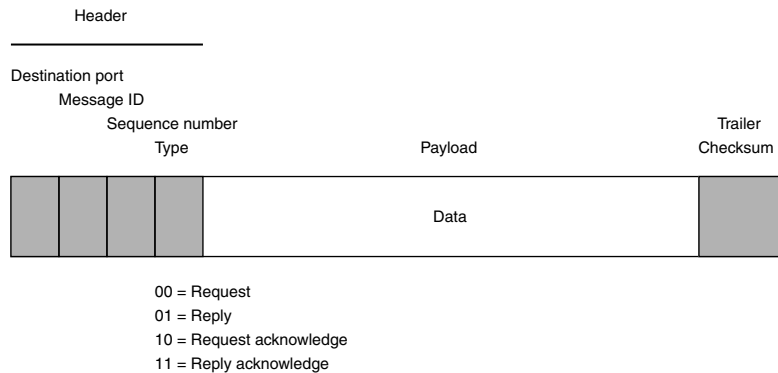 Header
Destination port
Message ID
Sequence number
Trailer
Type
Payload
Checksum
Data
00 = Request
01 = Reply
10 = Request acknowledge
11 = Reply acknowledge